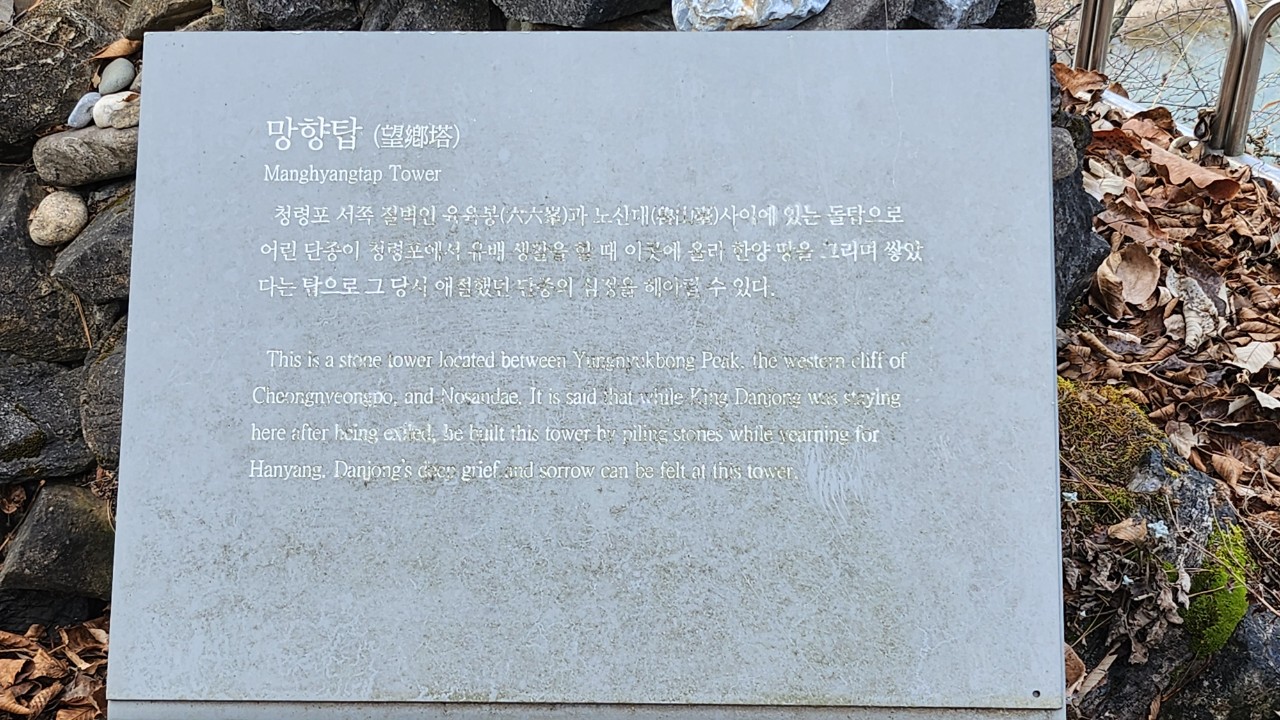 망향탑 (望鄕塔)
Manghyangtap Tower
청령포 서쪽 절벽인 육육봉(六六峯)과 노산대(魯山臺)사이에 있는 돌탑으로
어린 단종이 청령포에서 유배 생활을 할 때 이곳에 올라 한양 땅을 그리며 쌓았
다는 탑으로 그 당시 애절했던 단종의 심정을 헤아릴 수 있다.
This is a stone tower located between Yungnyukbong Peak, the western cliff of
Cheongnyeongpo, and Nosandae. It is said that while King Danjong was staying
here after being exiled, he built this tower by piling stones while yearning for
Hanyang. Danjong's deep grief and sorrow can be felt at this tower.